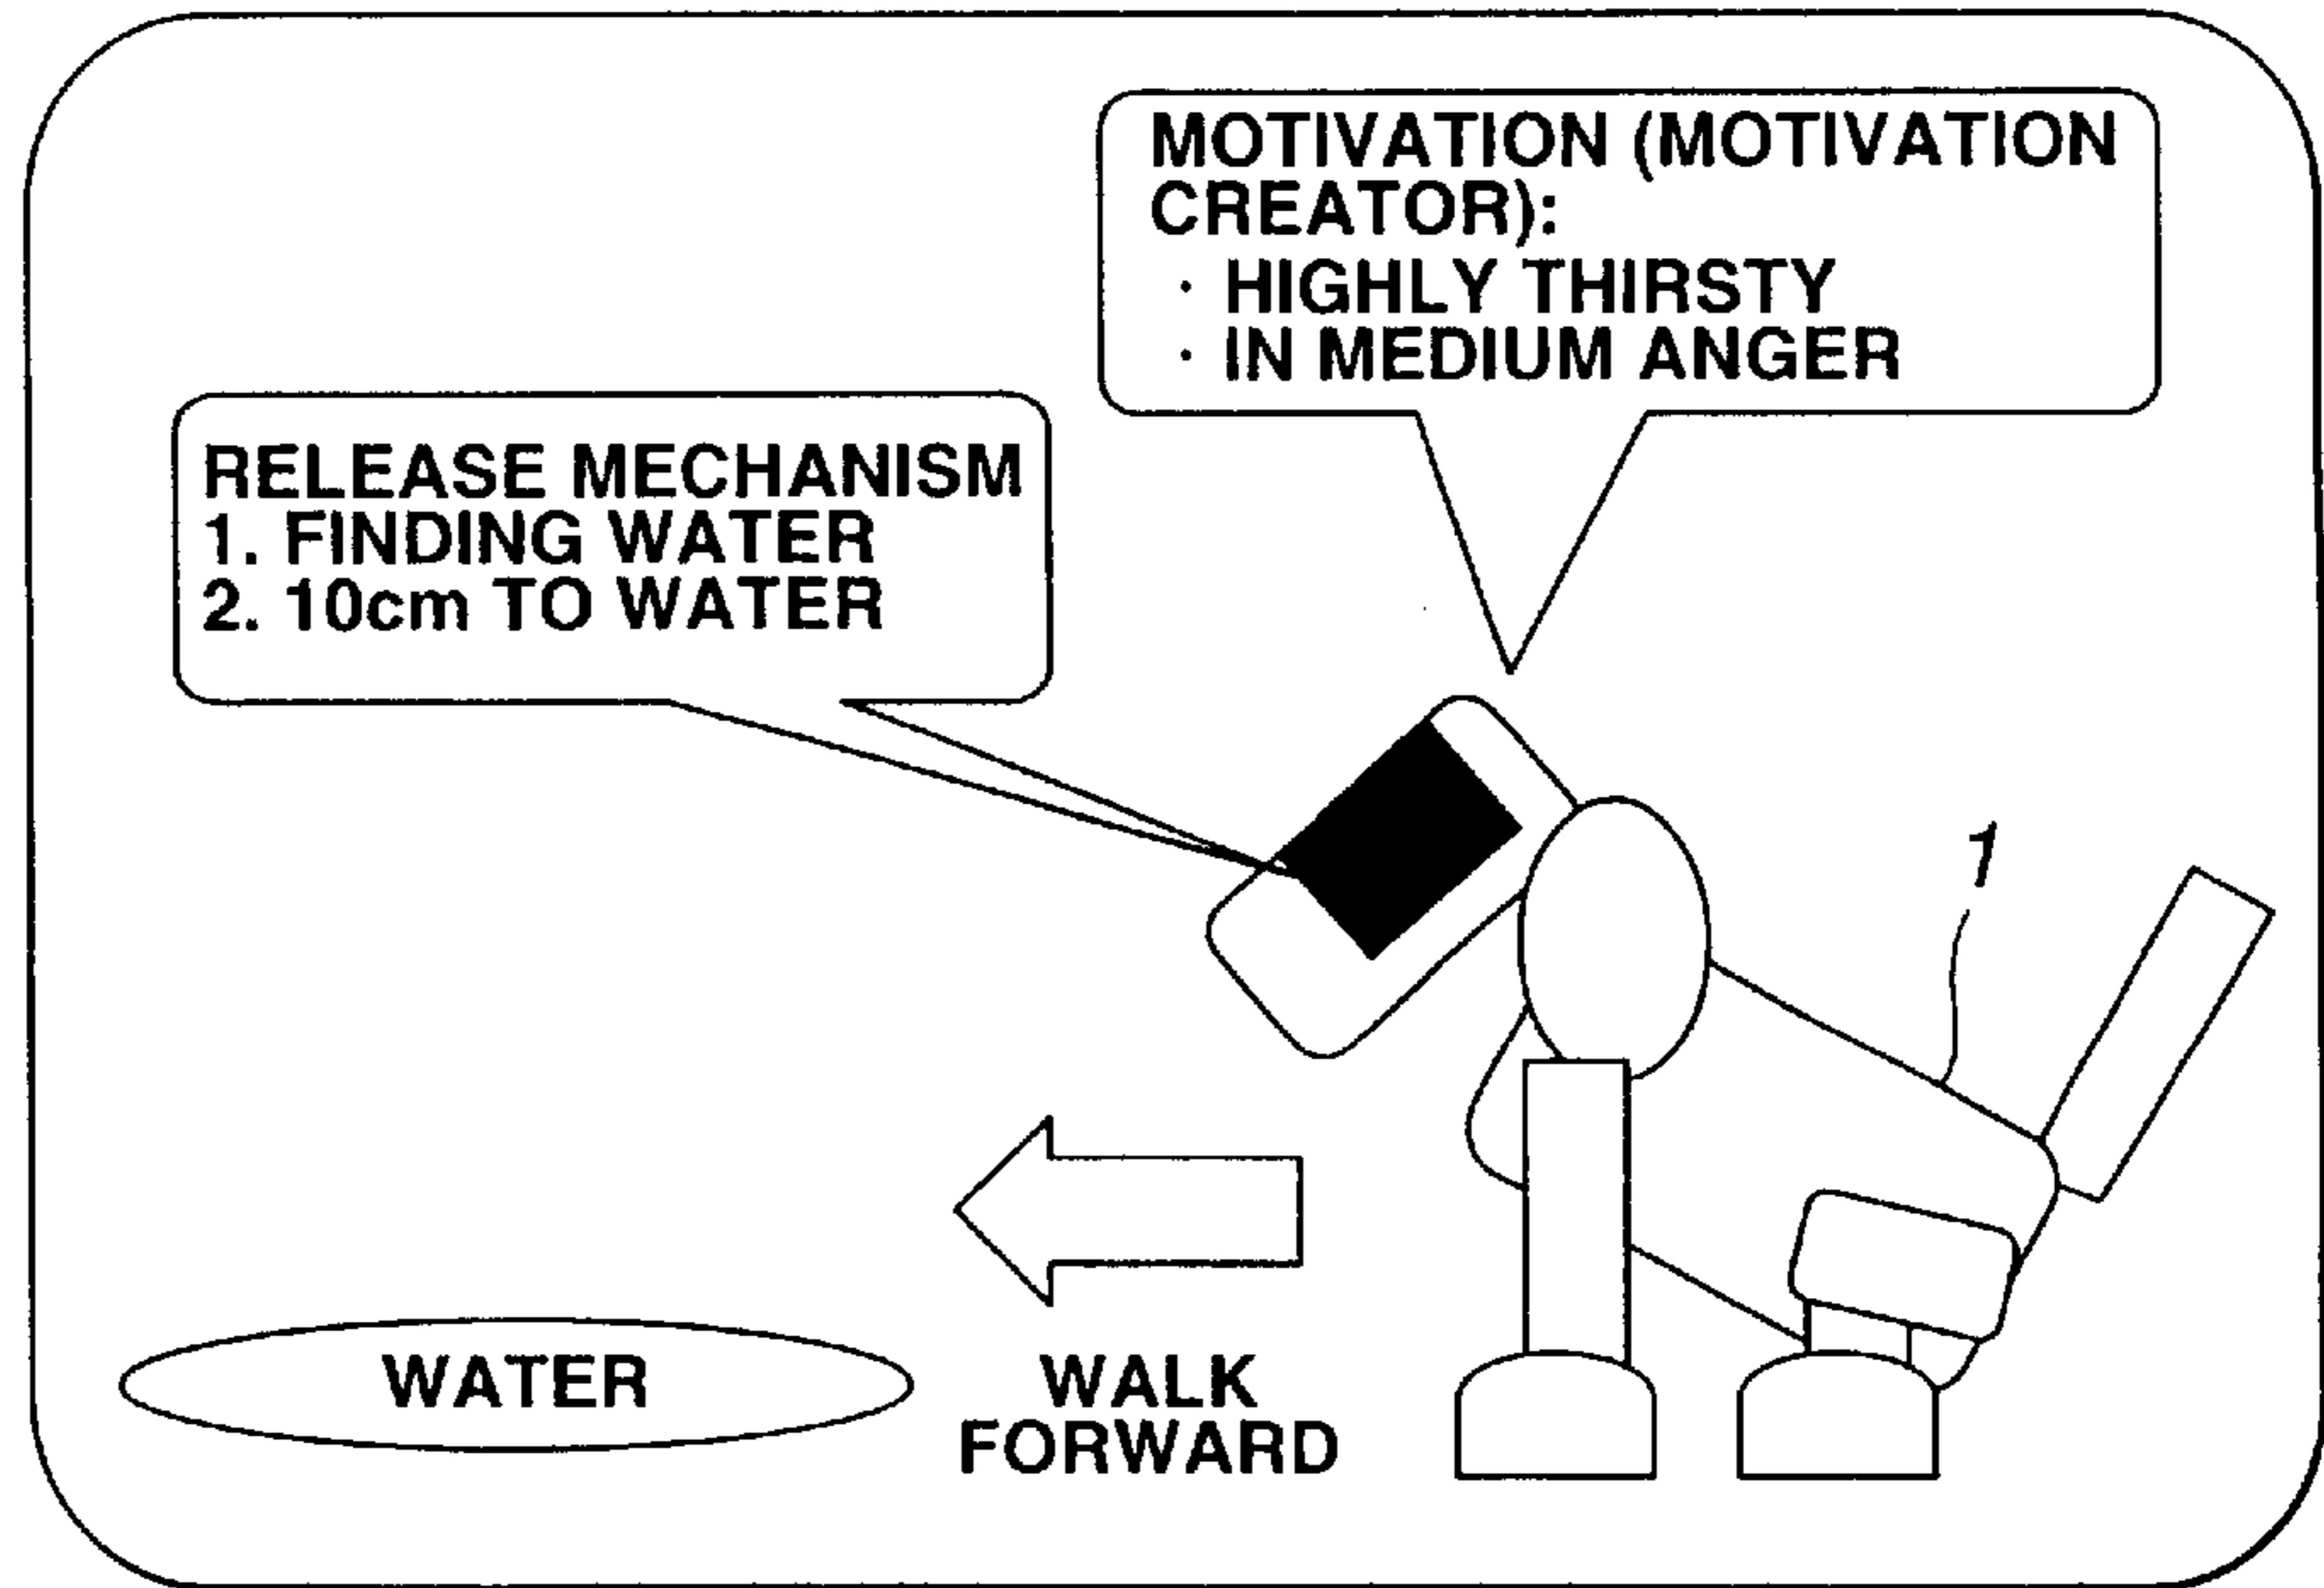 MOTIVATION (MOTIVATION
CREATOR):
· HIGHLY THIRSTY
· IN MEDIUM ANGER
RELEASE MECHANISM
1. FINDING WATER
2. 10cm TO WATER
1
WATER
WALK
FORWARD